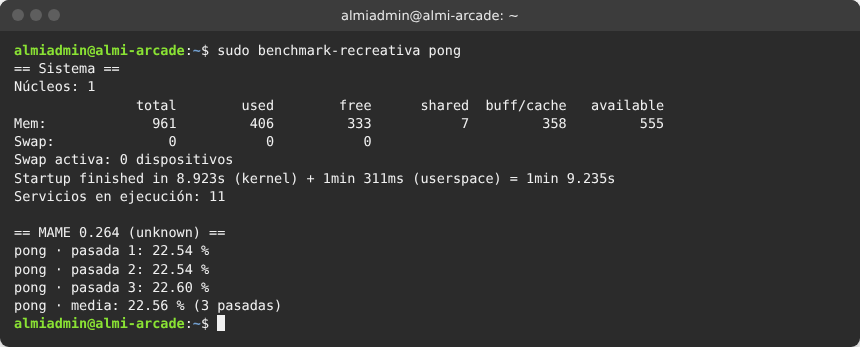 almiadmin@almi-arcade: ~
almiadmin@almi-arcade:~$ sudo benchmark-recreativa pong
== Sistema ==
Núcleos: 1
total used free shared buff/cache available
Mem: 961 406 333 7 358 555
Swap: 0 0 0
Swap activa: 0 dispositivos
Startup finished in 8.923s (kernel) + 1min 311ms (userspace) = 1min 9.235s
Servicios en ejecución: 11
== MAME 0.264 (unknown) ==
pong · pasada 1: 22.54 %
pong · pasada 2: 22.54 %
pong · pasada 3: 22.60 %
pong · media: 22.56 % (3 pasadas)
almiadmin@almi-arcade:~$